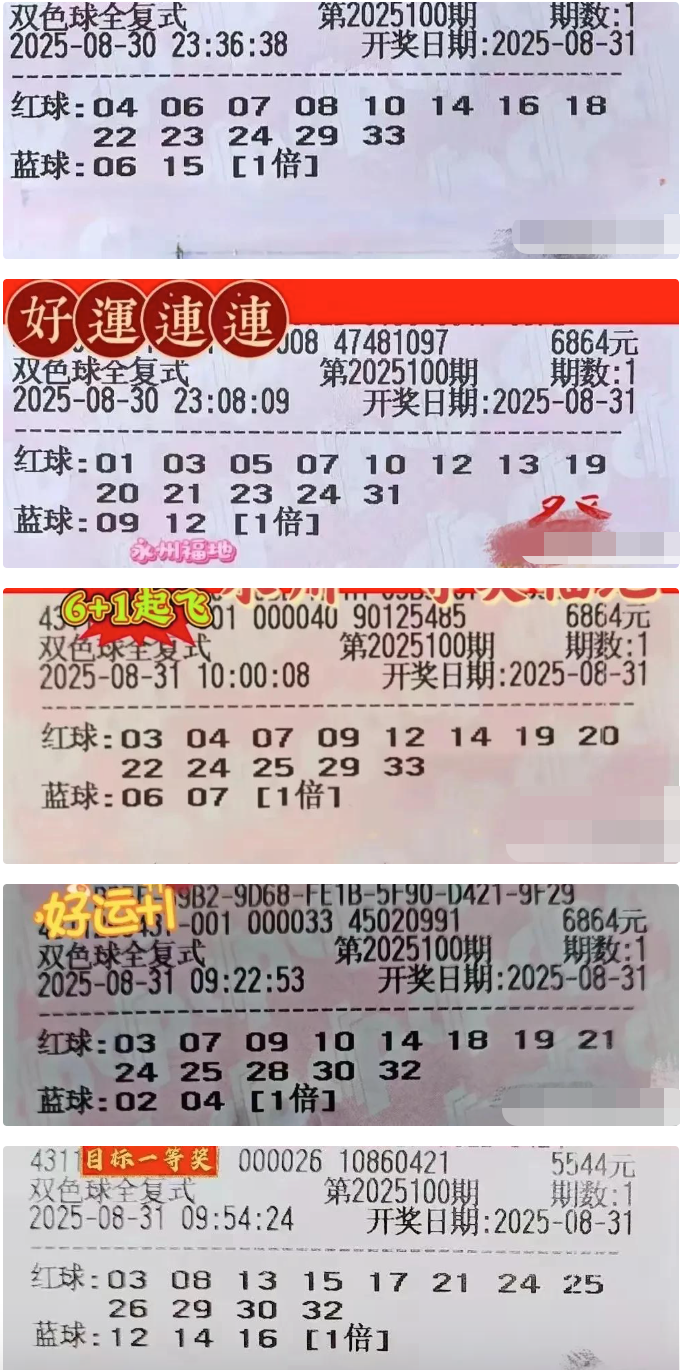 双色球全复式 第2025100期 期数:1
2025-08-30 23:36:38 开奖日期:2025-08-31
红球:04 06 07 08 10 14 16 18
22 23 24 29 33
蓝球:06 15 [1倍]
好運連連
008 47481097 6864元
双色球全复式 第2025100期 期数:1
2025-08-30 23:08:09 开奖日期:2025-08-31
红球:01 03 05 07 10 12 13 19
20 21 23 24 31
蓝球:09 12 [1倍]
永州福地
6+1起飞
01 000040 90125485 6864元
双色球全复式 第2025100期 期数:1
2025-08-31 10:00:08 开奖日期:2025-08-31
红球:03 04 07 09 12 14 19 20
22 24 25 29 33
蓝球:06 07 [1倍]
9B2-9D68-FE1B-5F90-D421-9F29
好运+1
-001 000033 45020991 6864元
双色球全复式 第2025100期 期数:1
2025-08-31 09:22:53 开奖日期:2025-08-31
红球:03 07 09 10 14 18 19 21
24 25 28 30 32
蓝球:02 04 [1倍]
4311 目标一等奖 000026 10860421 5544元
双色球全复式 第2025100期 期数:1
2025-08-31 09:54:24 开奖日期:2025-08-31
红球:03 08 13 15 17 21 24 25
26 29 30 32
蓝球:12 14 16 [1倍]